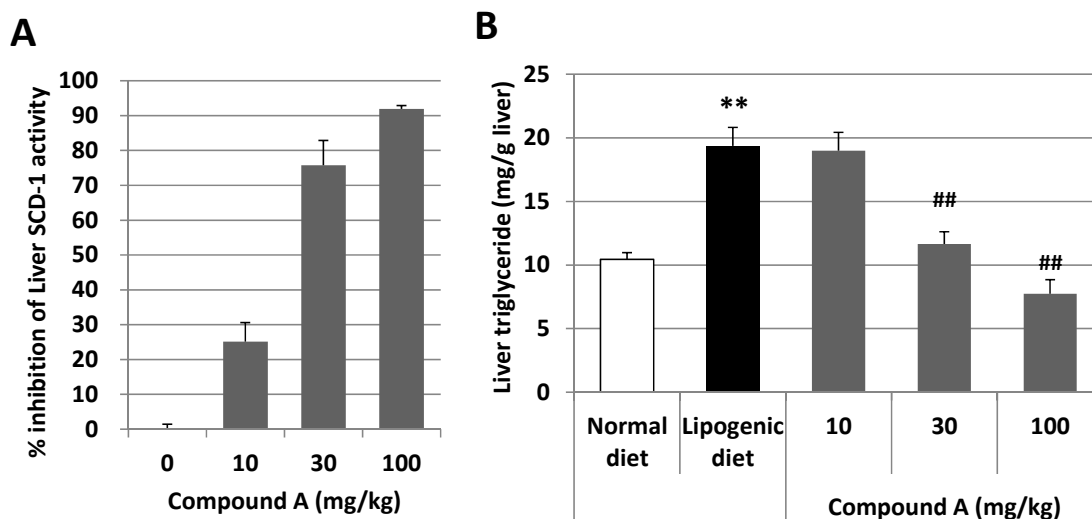 A
% inhibition of Liver SCD-1 activity
100
90
80
70
60
50
40
30
20
10
0
0 10 30 100
Compound A (mg/kg)
B
Liver triglyceride (mg/g liver)
25
20
15
10
5
0
**
##
##
Normal diet
Lipogenic diet
10 30 100
Compound A (mg/kg)